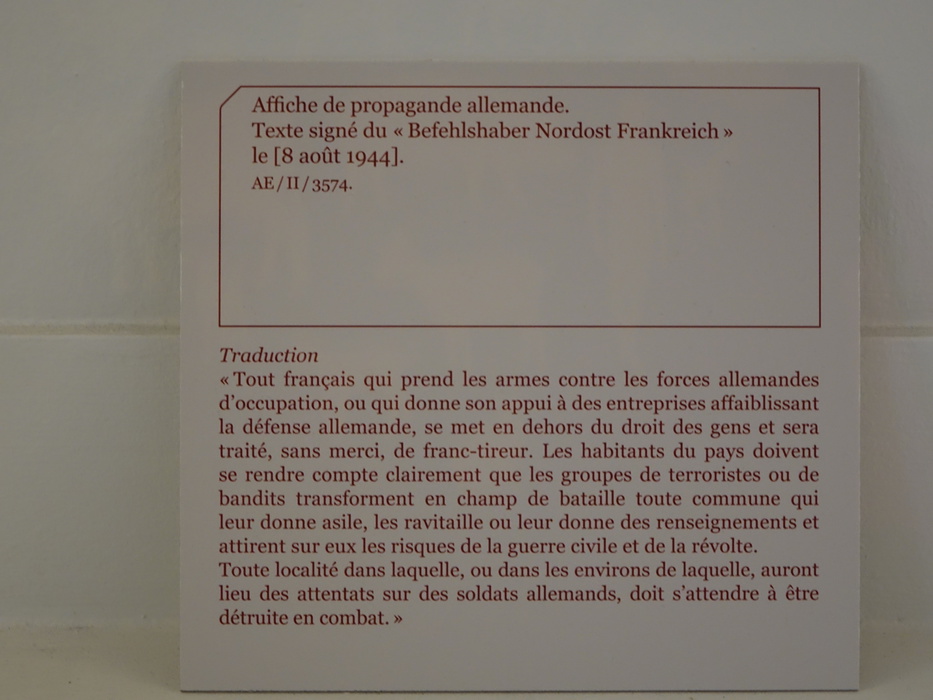 Affiche de propagande allemande.
Texte signé du « Befehlshaber Nordost Frankreich »
le [8 août 1944].
AE / II / 3574.
Traduction
« Tout français qui prend les armes contre les forces allemandes
d’occupation, ou qui donne son appui à des entreprises affaiblissant
la défense allemande, se met en dehors du droit des gens et sera
traité, sans merci, de franc-tireur. Les habitants du pays doivent
se rendre compte clairement que les groupes de terroristes ou de
bandits transforment en champ de bataille toute commune qui
leur donne asile, les ravitaille ou leur donne des renseignements et
attirent sur eux les risques de la guerre civile et de la révolte.
Toute localité dans laquelle, ou dans les environs de laquelle, auront
lieu des attentats sur des soldats allemands, doit s’attendre à être
détruite en combat. »